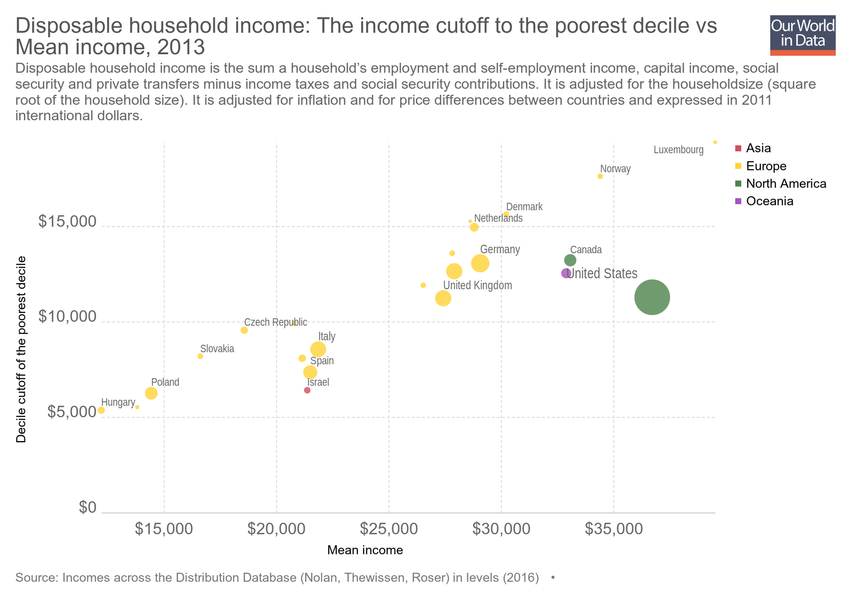 Disposable household income: The income cutoff to the poorest decile vs
Mean income, 2013
Our World
in Data
Disposable household income is the sum a household's employment and self-employment income, capital income, social
security and private transfers minus income taxes and social security contributions. It is adjusted for the householdsize (square
root of the household size). It is adjusted for inflation and for price differences between countries and expressed in 2011
international dollars.
Luxembourg
Asia
Europe
North America
Oceania
Norway
Denmark
Netherlands
$15,000
Germany
Canada
United States
United Kingdom
$10,000
Czech Republic
Italy
Slovakia
Spain
Israel
Poland
Hungary
$5,000
$0
Decile cutoff of the poorest decile
$15,000
$20,000
$25,000
$30,000
$35,000
Mean income
Source: Incomes across the Distribution Database (Nolan, Thewissen, Roser) in levels (2016) •